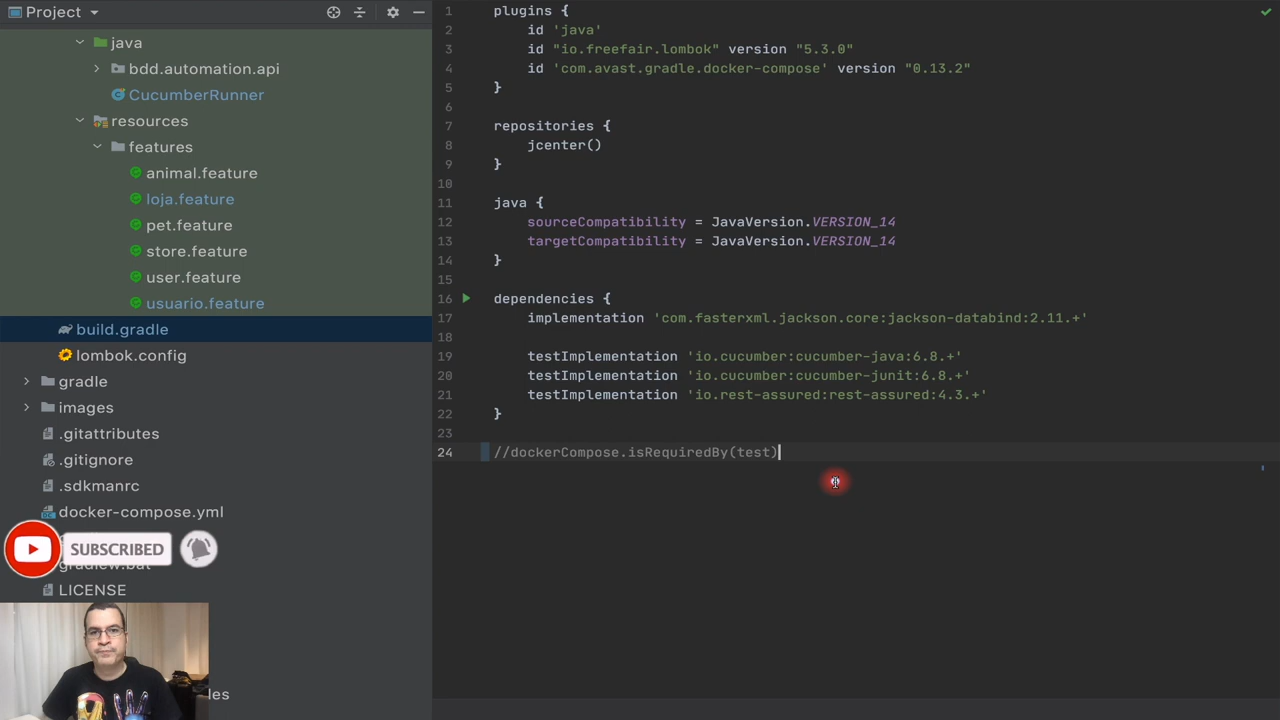 Project
java
bdd.automation.api
CucumberRunner
resources
features
animal.feature
loja.feature
pet.feature
store.feature
user.feature
usuario.feature
build.gradle
lombok.config
gradle
images
.gitattributes
.gitignore
.sdkmanrc
docker-compose.yml
SUBSCRIBED
gradlew.bat
LICENSE
1 plugins {
2 id 'java'
3 id "io.freefair.lombok" version "5.3.0"
4 id 'com.avast.gradle.docker-compose' version "0.13.2"
5 }
6
7 repositories {
8 jcenter()
9 }
10
11 java {
12 sourceCompatibility = JavaVersion.VERSION_14
13 targetCompatibility = JavaVersion.VERSION_14
14 }
15
16 dependencies {
17 implementation 'com.fasterxml.jackson.core:jackson-databind:2.11.+'
18
19 testImplementation 'io.cucumber:cucumber-java:6.8.+'
20 testImplementation 'io.cucumber:cucumber-junit:6.8.+'
21 testImplementation 'io.rest-assured:rest-assured:4.3.+'
22 }
23
24 //dockerCompose.isRequiredBy(test)